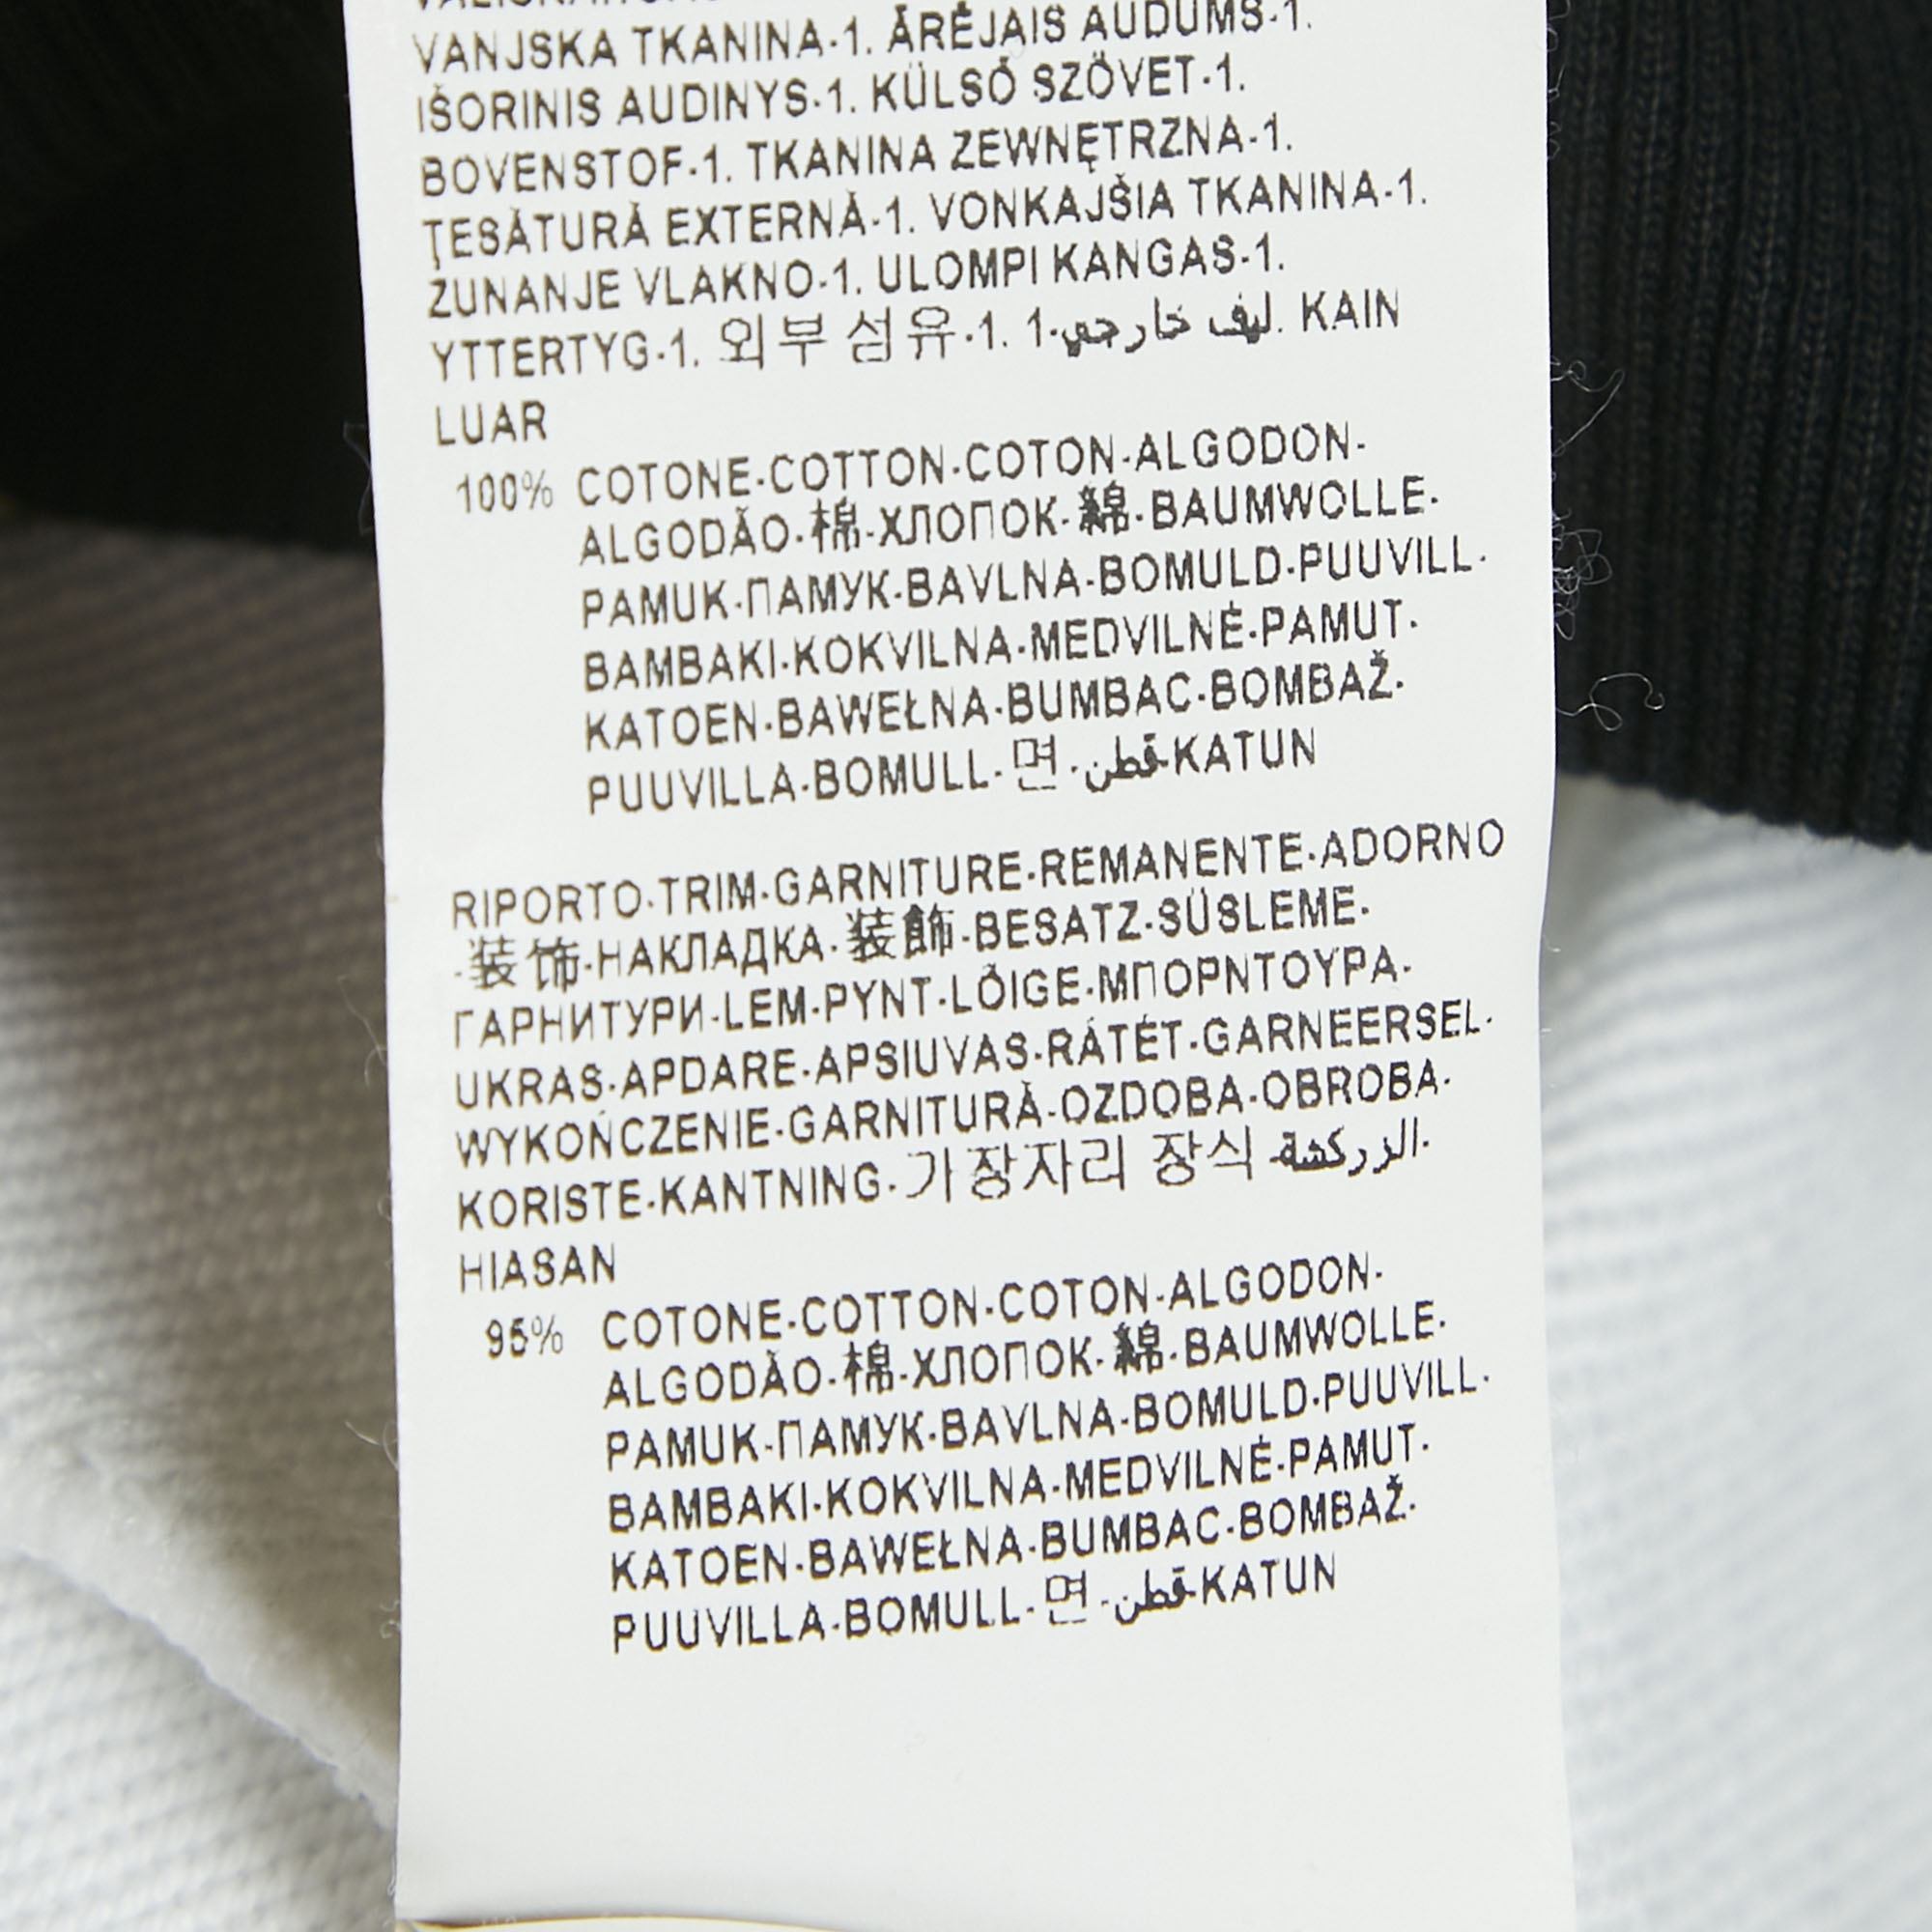 VANJSKA TKANINA-1. ĀRĒJAIS AUDUMS-1.
IŠORINIS AUDINYS-1. KÜLSŐ SZÖVET-1.
BOVENSTOF-1. TKANINA ZEWNĘTRZNA-1.
ŢESĂTURĂ EXTERNĂ-1. VONKAJŠIA TKANINA-1.
ZUNANJE VLAKNO-1. ULOMPI KANGAS-1.
YTTERTYG-1. 외부 섬유-1. 1-ليف خارجي. KAIN
LUAR
100% COTONE-COTTON-COTON-ALGODON-
ALGODÃO-棉-ХЛОПОК-綿-BAUMWOLLE-
PAMUK-ПАМУК-BAVLNA-BOMULD-PUUVILL-
BAMBAKI-KOKVILNA-MEDVILNĖ-PAMUT-
KATOEN-BAWEŁNA-BUMBAC-BOMBAŽ-
PUUVILLA-BOMULL-면-قطن-KATUN
RIPORTO-TRIM-GARNITURE-REMANENTE-ADORNO
-装饰-НАКЛАДКА-装飾-BESATZ-SÜSLEME-
ГАРНИТУРИ-LEM-PYNT-LÕIGE-ΜΠΟΡΝΤΟΥΡΑ-
UKRAS-APDARE-APSIUVAS-RÁTÉT-GARNEERSEL-
WYKOŃCZENIE-GARNITURĂ-OZDOBA-OBROBA-
KORISTE-KANTNING-가장자리 장식-الزركشة-
HIASAN
95% COTONE-COTTON-COTON-ALGODON-
ALGODÃO-棉-ХЛОПОК-綿-BAUMWOLLE-
PAMUK-ПАМУК-BAVLNA-BOMULD-PUUVILL-
BAMBAKI-KOKVILNA-MEDVILNĖ-PAMUT-
KATOEN-BAWEŁNA-BUMBAC-BOMBAŽ-
PUUVILLA-BOMULL-면-قطن-KATUN